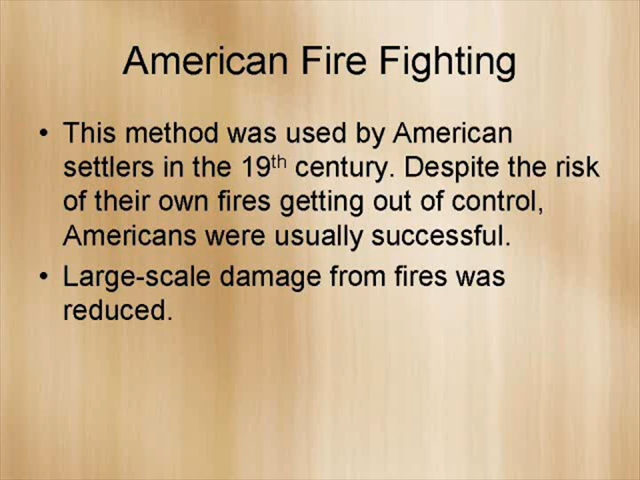 American Fire Fighting
• This method was used by American
settlers in the 19th century. Despite the risk
of their own fires getting out of control,
Americans were usually successful.
• Large-scale damage from fires was
reduced.